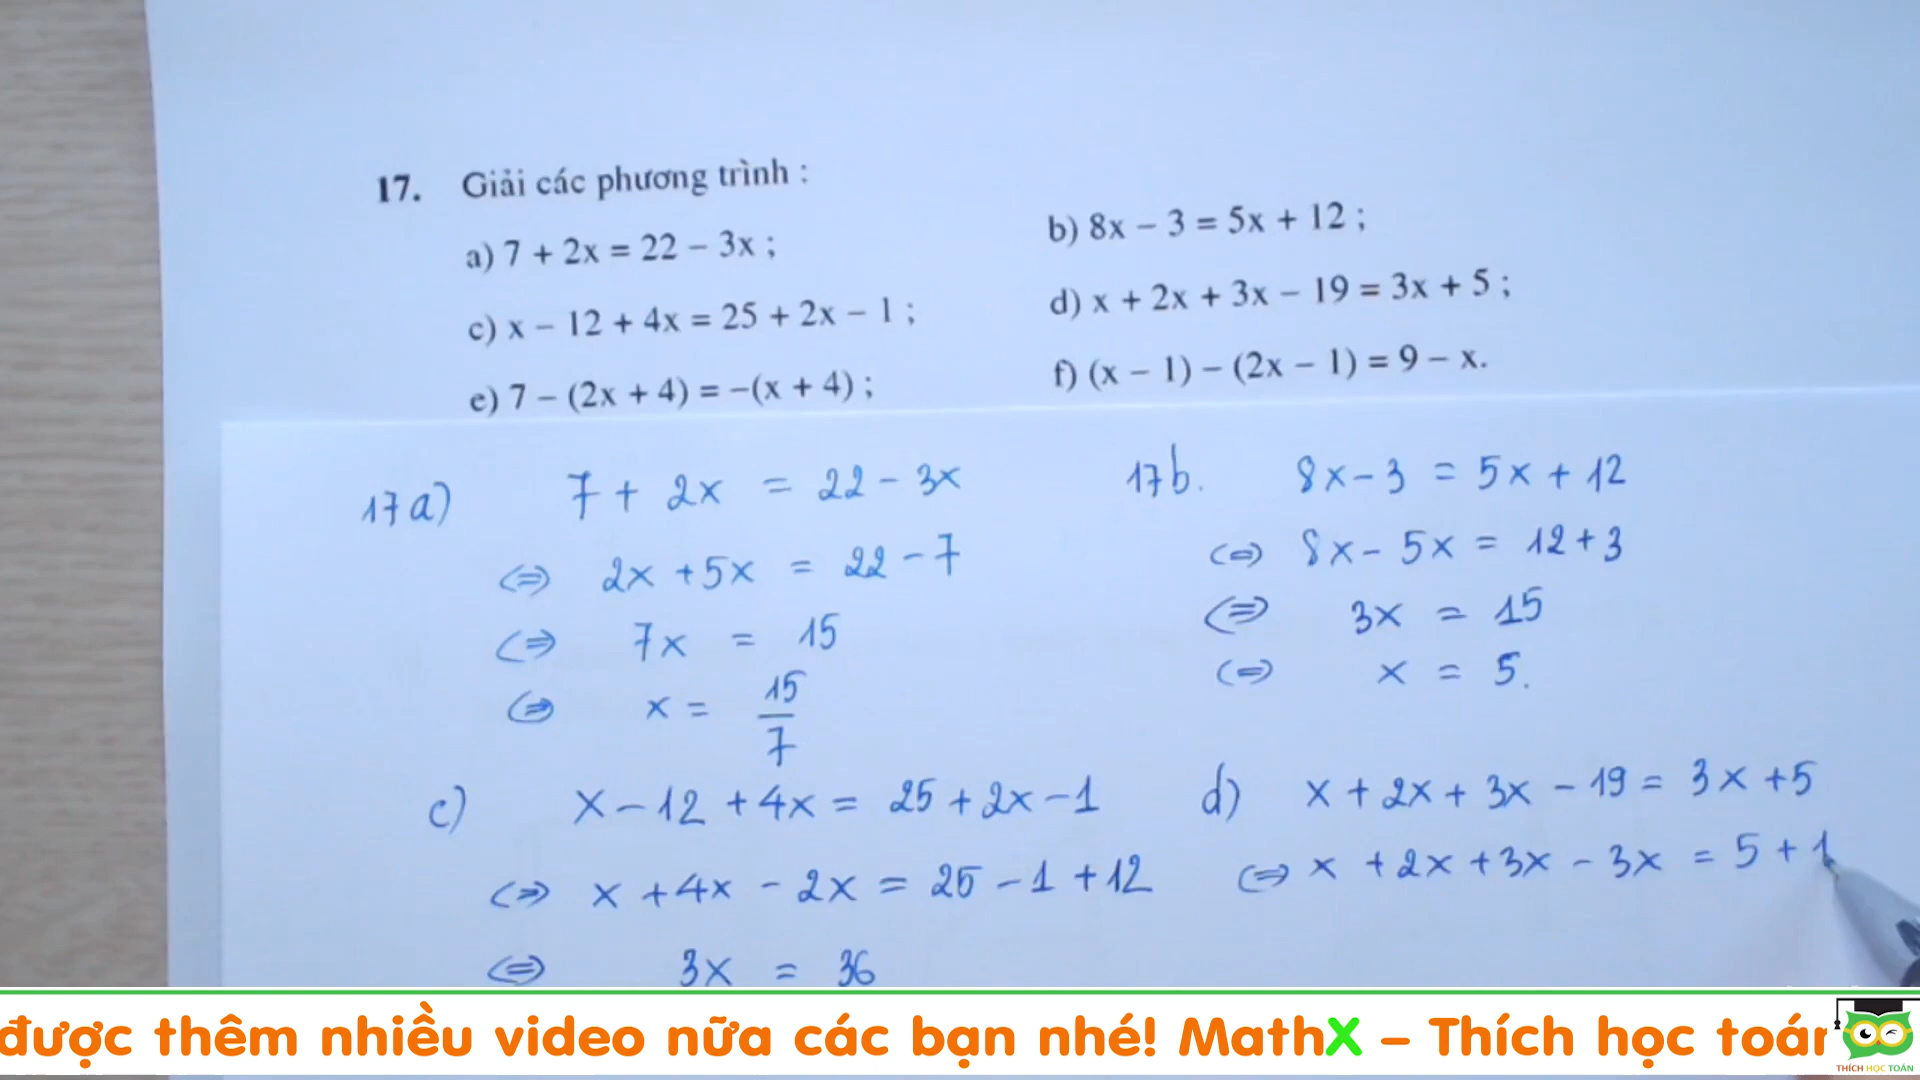 17. Giải các phương trình :
a) 7 + 2x = 22 – 3x ;
b) 8x – 3 = 5x + 12 ;
c) x – 12 + 4x = 25 + 2x – 1 ;
d) x + 2x + 3x – 19 = 3x + 5 ;
e) 7 – (2x + 4) = –(x + 4) ;
f) (x – 1) – (2x – 1) = 9 – x.
17a) 7 + 2x = 22 - 3x
⇔ 2x + 5x = 22 - 7
⇔ 7x = 15
⇔ x = 15/7
17b. 8x - 3 = 5x + 12
⇔ 8x - 5x = 12 + 3
⇔ 3x = 15
⇔ x = 5.
c) x - 12 + 4x = 25 + 2x - 1
⇔ x + 4x - 2x = 25 - 1 + 12
⇔ 3x = 36
d) x + 2x + 3x - 19 = 3x + 5
⇔ x + 2x + 3x - 3x = 5 + 1
được thêm nhiều video nữa các bạn nhé! MathX – Thích học toán
THÍCH HỌC TOÁN